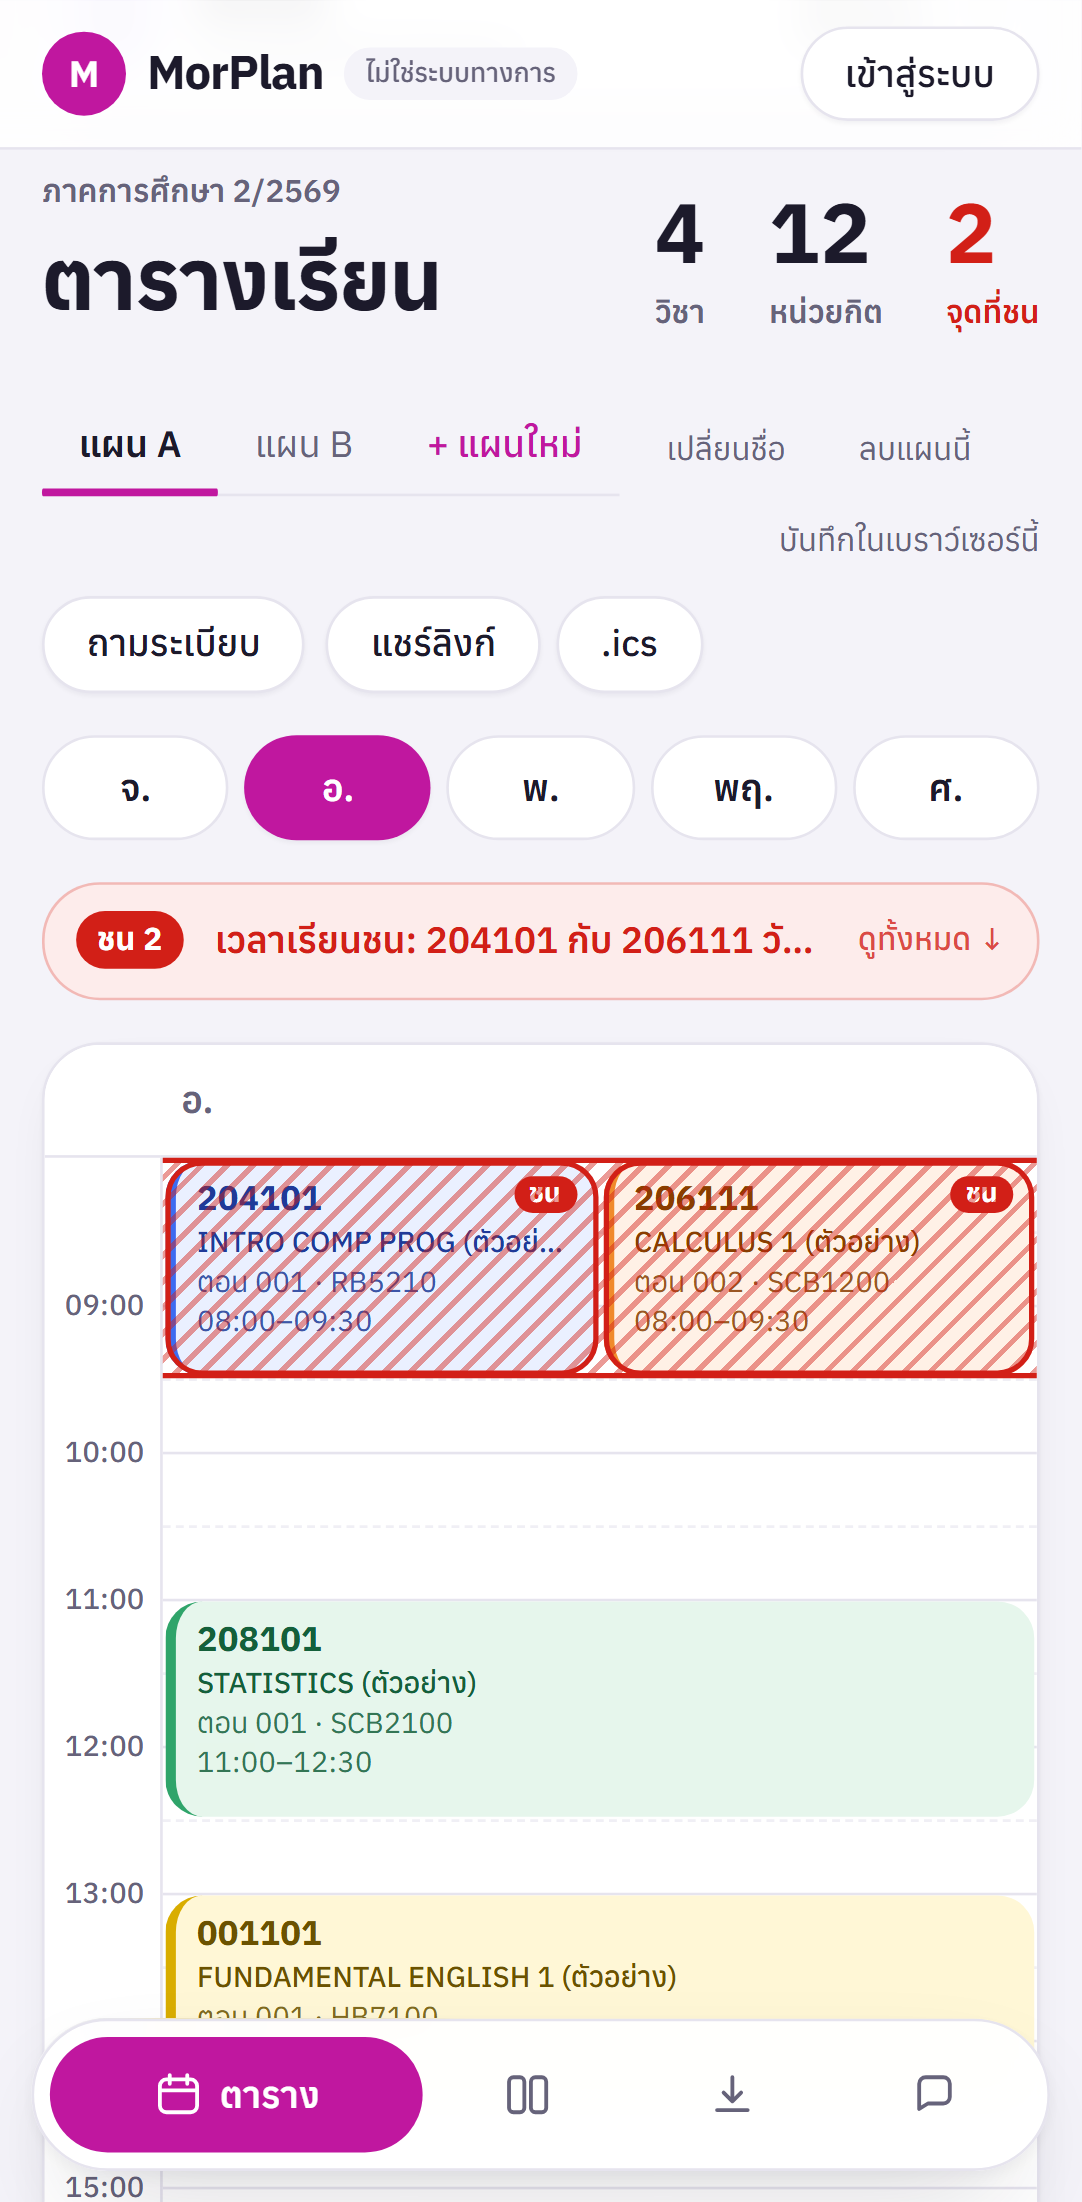 M MorPlan ไม่ใช่ระบบทางการ เข้าสู่ระบบ
ภาคการศึกษา 2/2569
ตารางเรียน
4 วิชา
12 หน่วยกิต
2 จุดที่ชน
แผน A แผน B + แผนใหม่ เปลี่ยนชื่อ ลบแผนนี้
บันทึกในเบราว์เซอร์นี้
ถามระเบียบ แชร์ลิงก์ .ics
จ. อ. พ. พฤ. ศ.
ชน 2 เวลาเรียนชน: 204101 กับ 206111 วั... ดูทั้งหมด ↓
อ.
204101 ชน
INTRO COMP PROG (ตัวอย่...
ตอน 001 · RB5210
08:00–09:30
206111 ชน
CALCULUS 1 (ตัวอย่าง)
ตอน 002 · SCB1200
08:00–09:30
09:00
10:00
11:00
208101
STATISTICS (ตัวอย่าง)
ตอน 001 · SCB2100
11:00–12:30
12:00
13:00
001101
FUNDAMENTAL ENGLISH 1 (ตัวอย่าง)
ตอน 001 · HB7100
ตาราง
15:00